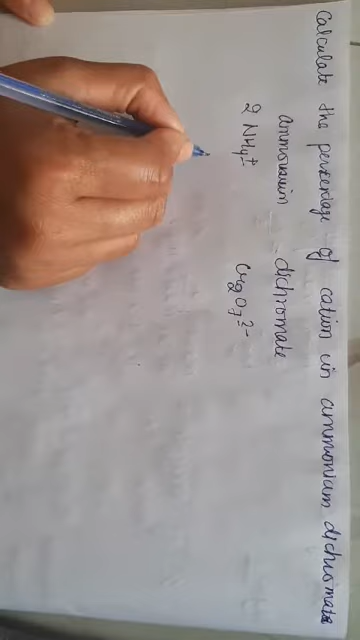 Calculate the percentage of cation in ammonium dichromate
ammonium dichromate
2 NH4+ Cr2O7 2-